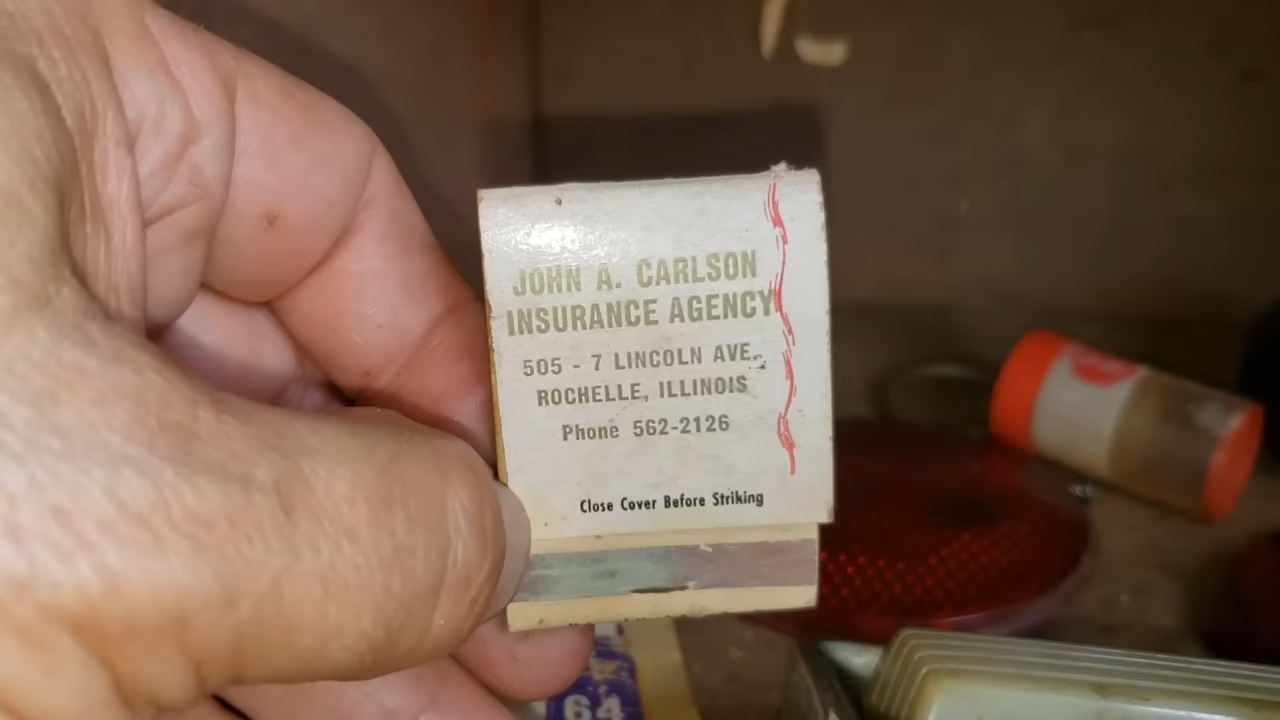 JOHN A. CARLSON
INSURANCE AGENCY
505 - 7 LINCOLN AVE.
ROCHELLE, ILLINOIS
Phone 562-2126
Close Cover Before Striking
64